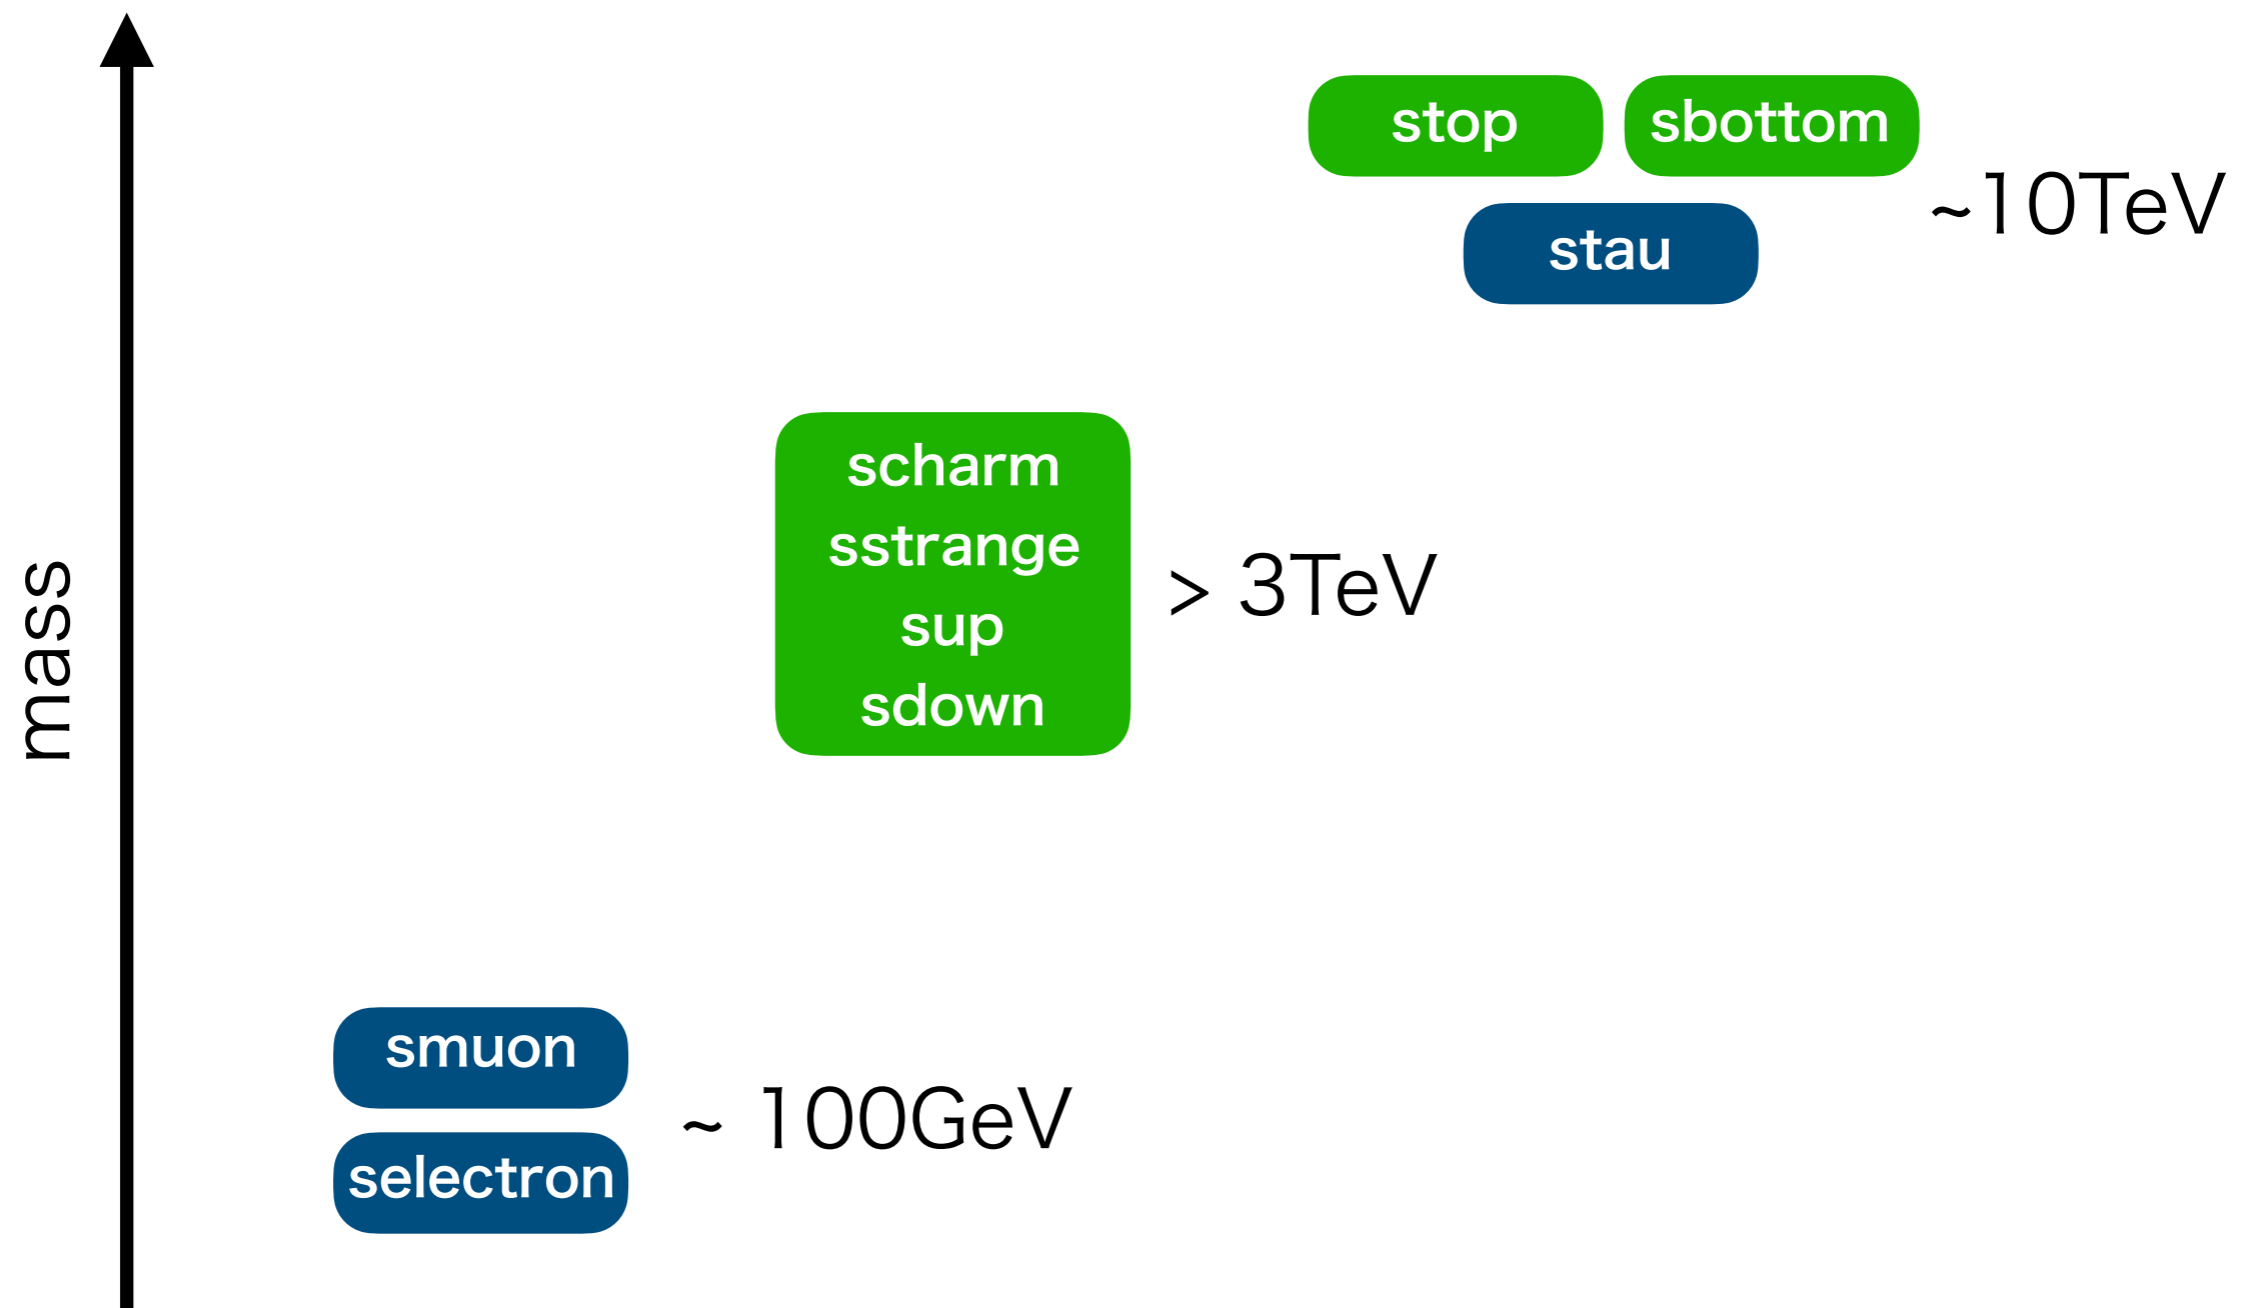 stop
sbottom
~10TeV
stau
scharm
sstrange
sup
sdown
> 3TeV
mass
smuon
~ 100GeV
selectron